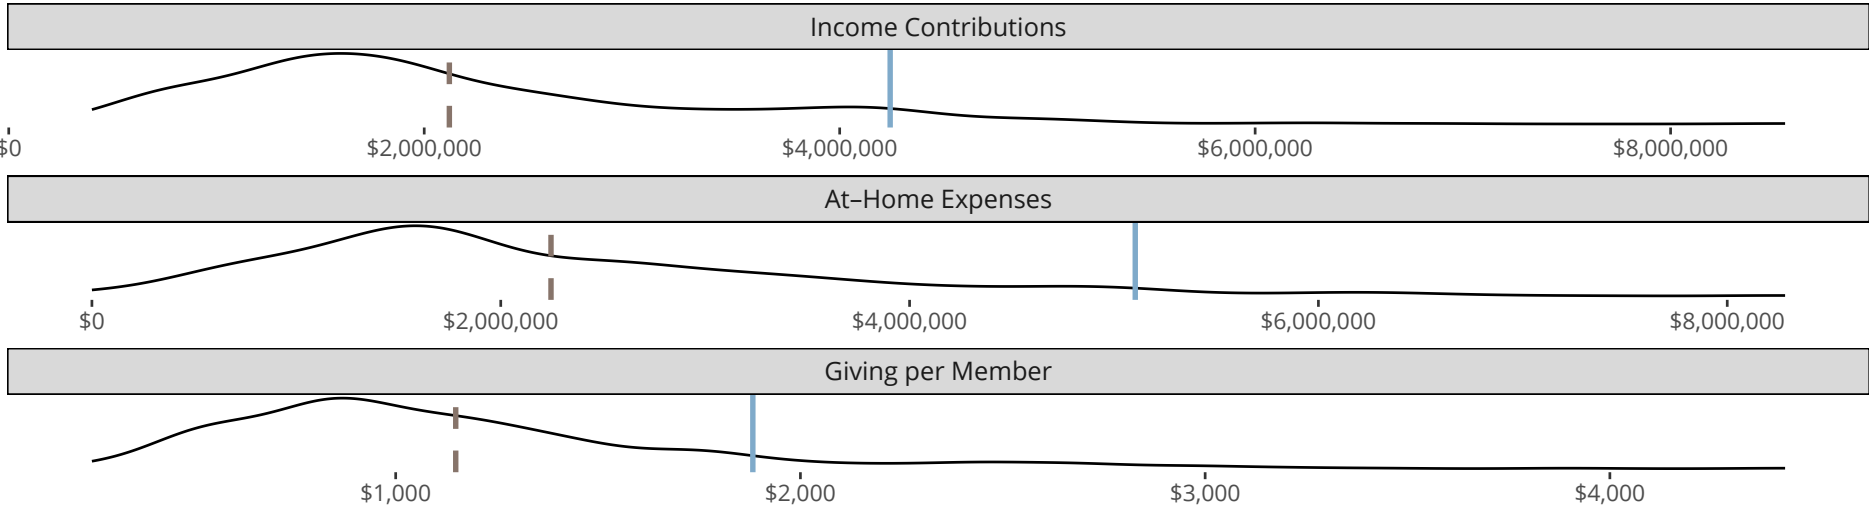 Income Contributions
$0 $2,000,000 $4,000,000 $6,000,000 $8,000,000
At–Home Expenses
$0 $2,000,000 $4,000,000 $6,000,000 $8,000,000
Giving per Member
$1,000 $2,000 $3,000 $4,000